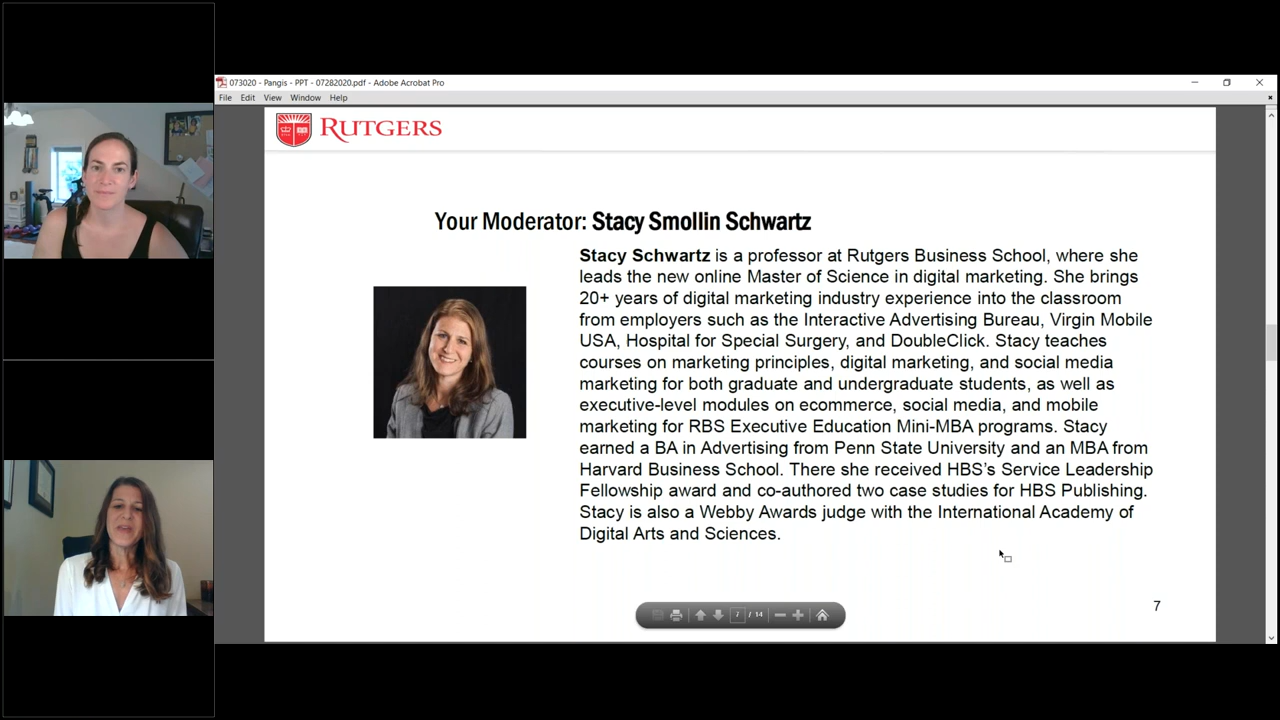 073020 - Pangis - PPT - 07282020.pdf - Adobe Acrobat Pro
File Edit View Window Help
RUTGERS
Your Moderator: Stacy Smollin Schwartz
Stacy Schwartz is a professor at Rutgers Business School, where she
leads the new online Master of Science in digital marketing. She brings
20+ years of digital marketing industry experience into the classroom
from employers such as the Interactive Advertising Bureau, Virgin Mobile
USA, Hospital for Special Surgery, and DoubleClick. Stacy teaches
courses on marketing principles, digital marketing, and social media
marketing for both graduate and undergraduate students, as well as
executive-level modules on ecommerce, social media, and mobile
marketing for RBS Executive Education Mini-MBA programs. Stacy
earned a BA in Advertising from Penn State University and an MBA from
Harvard Business School. There she received HBS's Service Leadership
Fellowship award and co-authored two case studies for HBS Publishing.
Stacy is also a Webby Awards judge with the International Academy of
Digital Arts and Sciences.
7
7 / 14